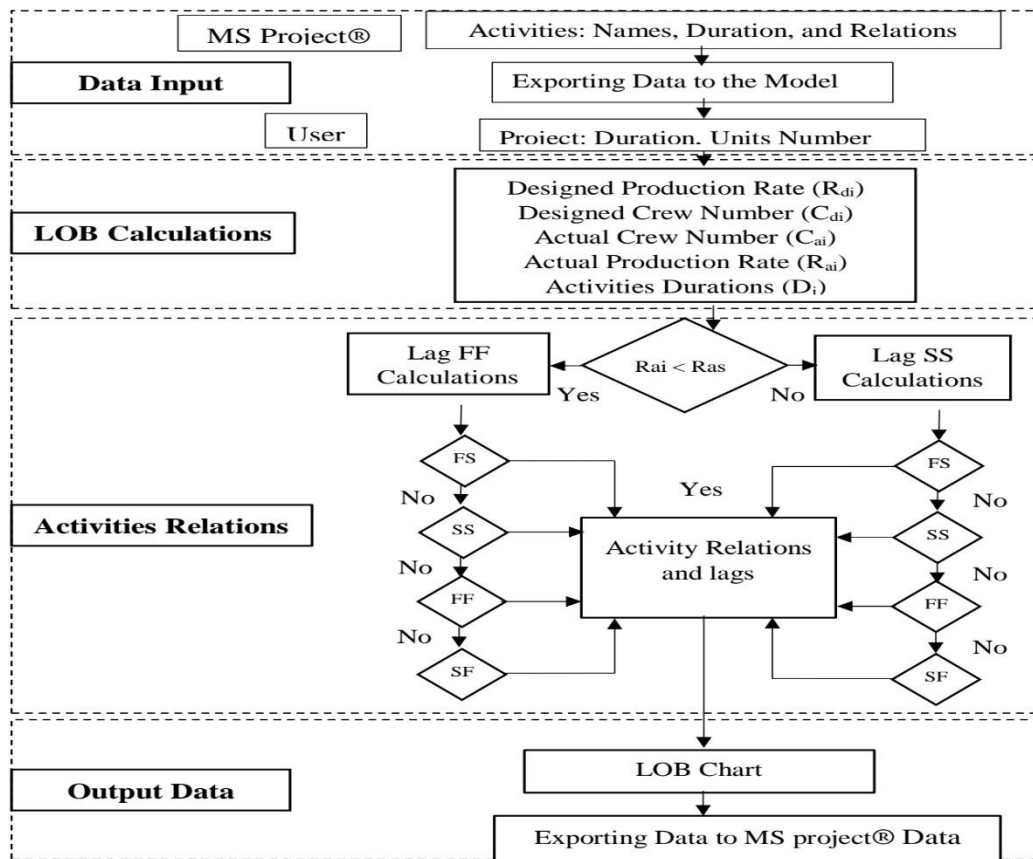 MS Project®
Activities: Names, Duration, and Relations
Data Input
Exporting Data to the Model
User
Project: Duration, Units Number
LOB Calculations
Designed Production Rate (Rdi)
Designed Crew Number (Cdi)
Actual Crew Number (Cai)
Actual Production Rate (Rai)
Activities Durations (Di)
Activities Relations
Lag FF
Calculations
Rai < Ras
Lag SS
Calculations
Yes
No
FS
FS
No
Yes
No
SS
SS
Activity Relations
and lags
No
No
FF
FF
No
No
SF
SF
Output Data
LOB Chart
Exporting Data to MS project® Data